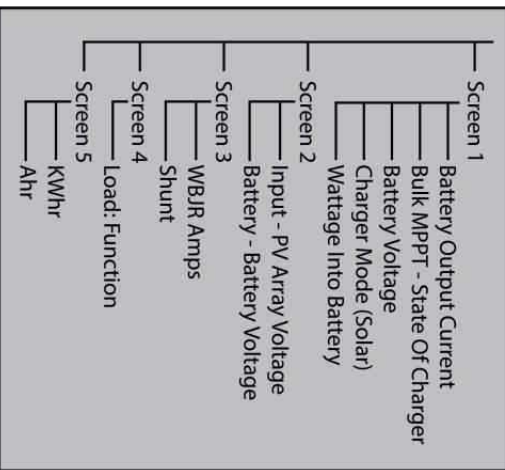 Screen 1
Battery Output Current
Bulk MPPT - State Of Charger
Battery Voltage
Charger Mode (Solar)
Wattage Into Battery
Screen 2
Input - PV Array Voltage
Battery - Battery Voltage
Screen 3
WBJR Amps
Shunt
Screen 4
Load: Function
Screen 5
KWhr
Ahr